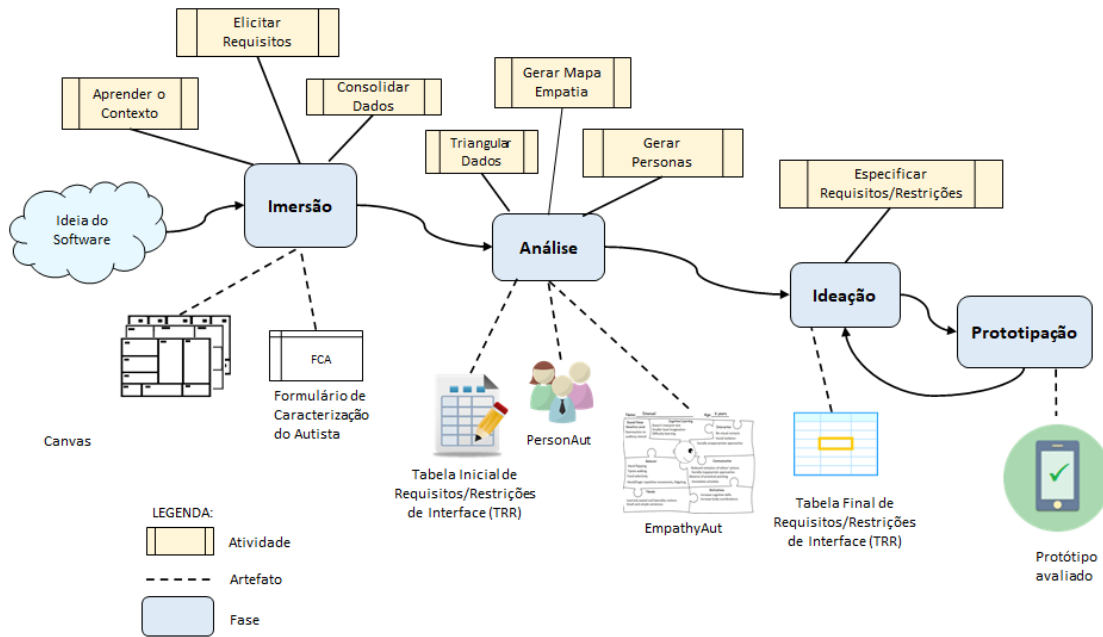 Elicitar
Requisitos
Aprender o
Contexto
Consolidar
Dados
Gerar Mapa
Empatia
Triangular
Dados
Gerar
Personas
Especificar
Requisitos/Restrições
Ideia do
Software
Imersão
Análise
Ideação
Prototipação
FCA
Canvas
Formulário de
Caracterização
do Autista
Tabela Inicial de
Requisitos/Restrições
de Interface (TRR)
PersonAut
EmpathyAut
Tabela Final de
Requisitos/Restrições
de Interface (TRR)
Protótipo
avaliado
LEGENDA:
Atividade
Artefato
Fase